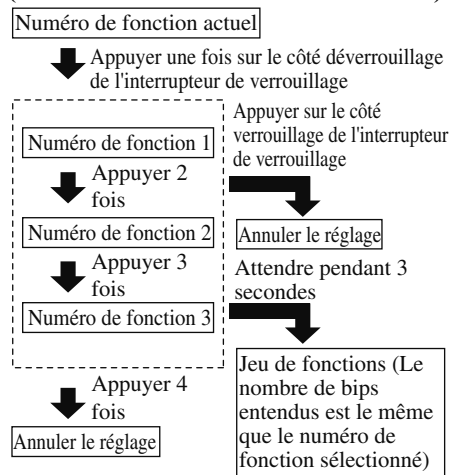 Numéro de fonction actuel
Appuyer une fois sur le côté déverrouillage
de l'interrupteur de verrouillage
Numéro de fonction 1
Appuyer 2
fois
Numéro de fonction 2
Appuyer 3
fois
Numéro de fonction 3
Appuyer 4
fois
Annuler le réglage
Appuyer sur le côté
verrouillage de l'interrupteur
de verrouillage
Annuler le réglage
Attendre pendant 3
secondes
Jeu de fonctions (Le
nombre de bips
entendus est le même
que le numéro de
fonction sélectionné)